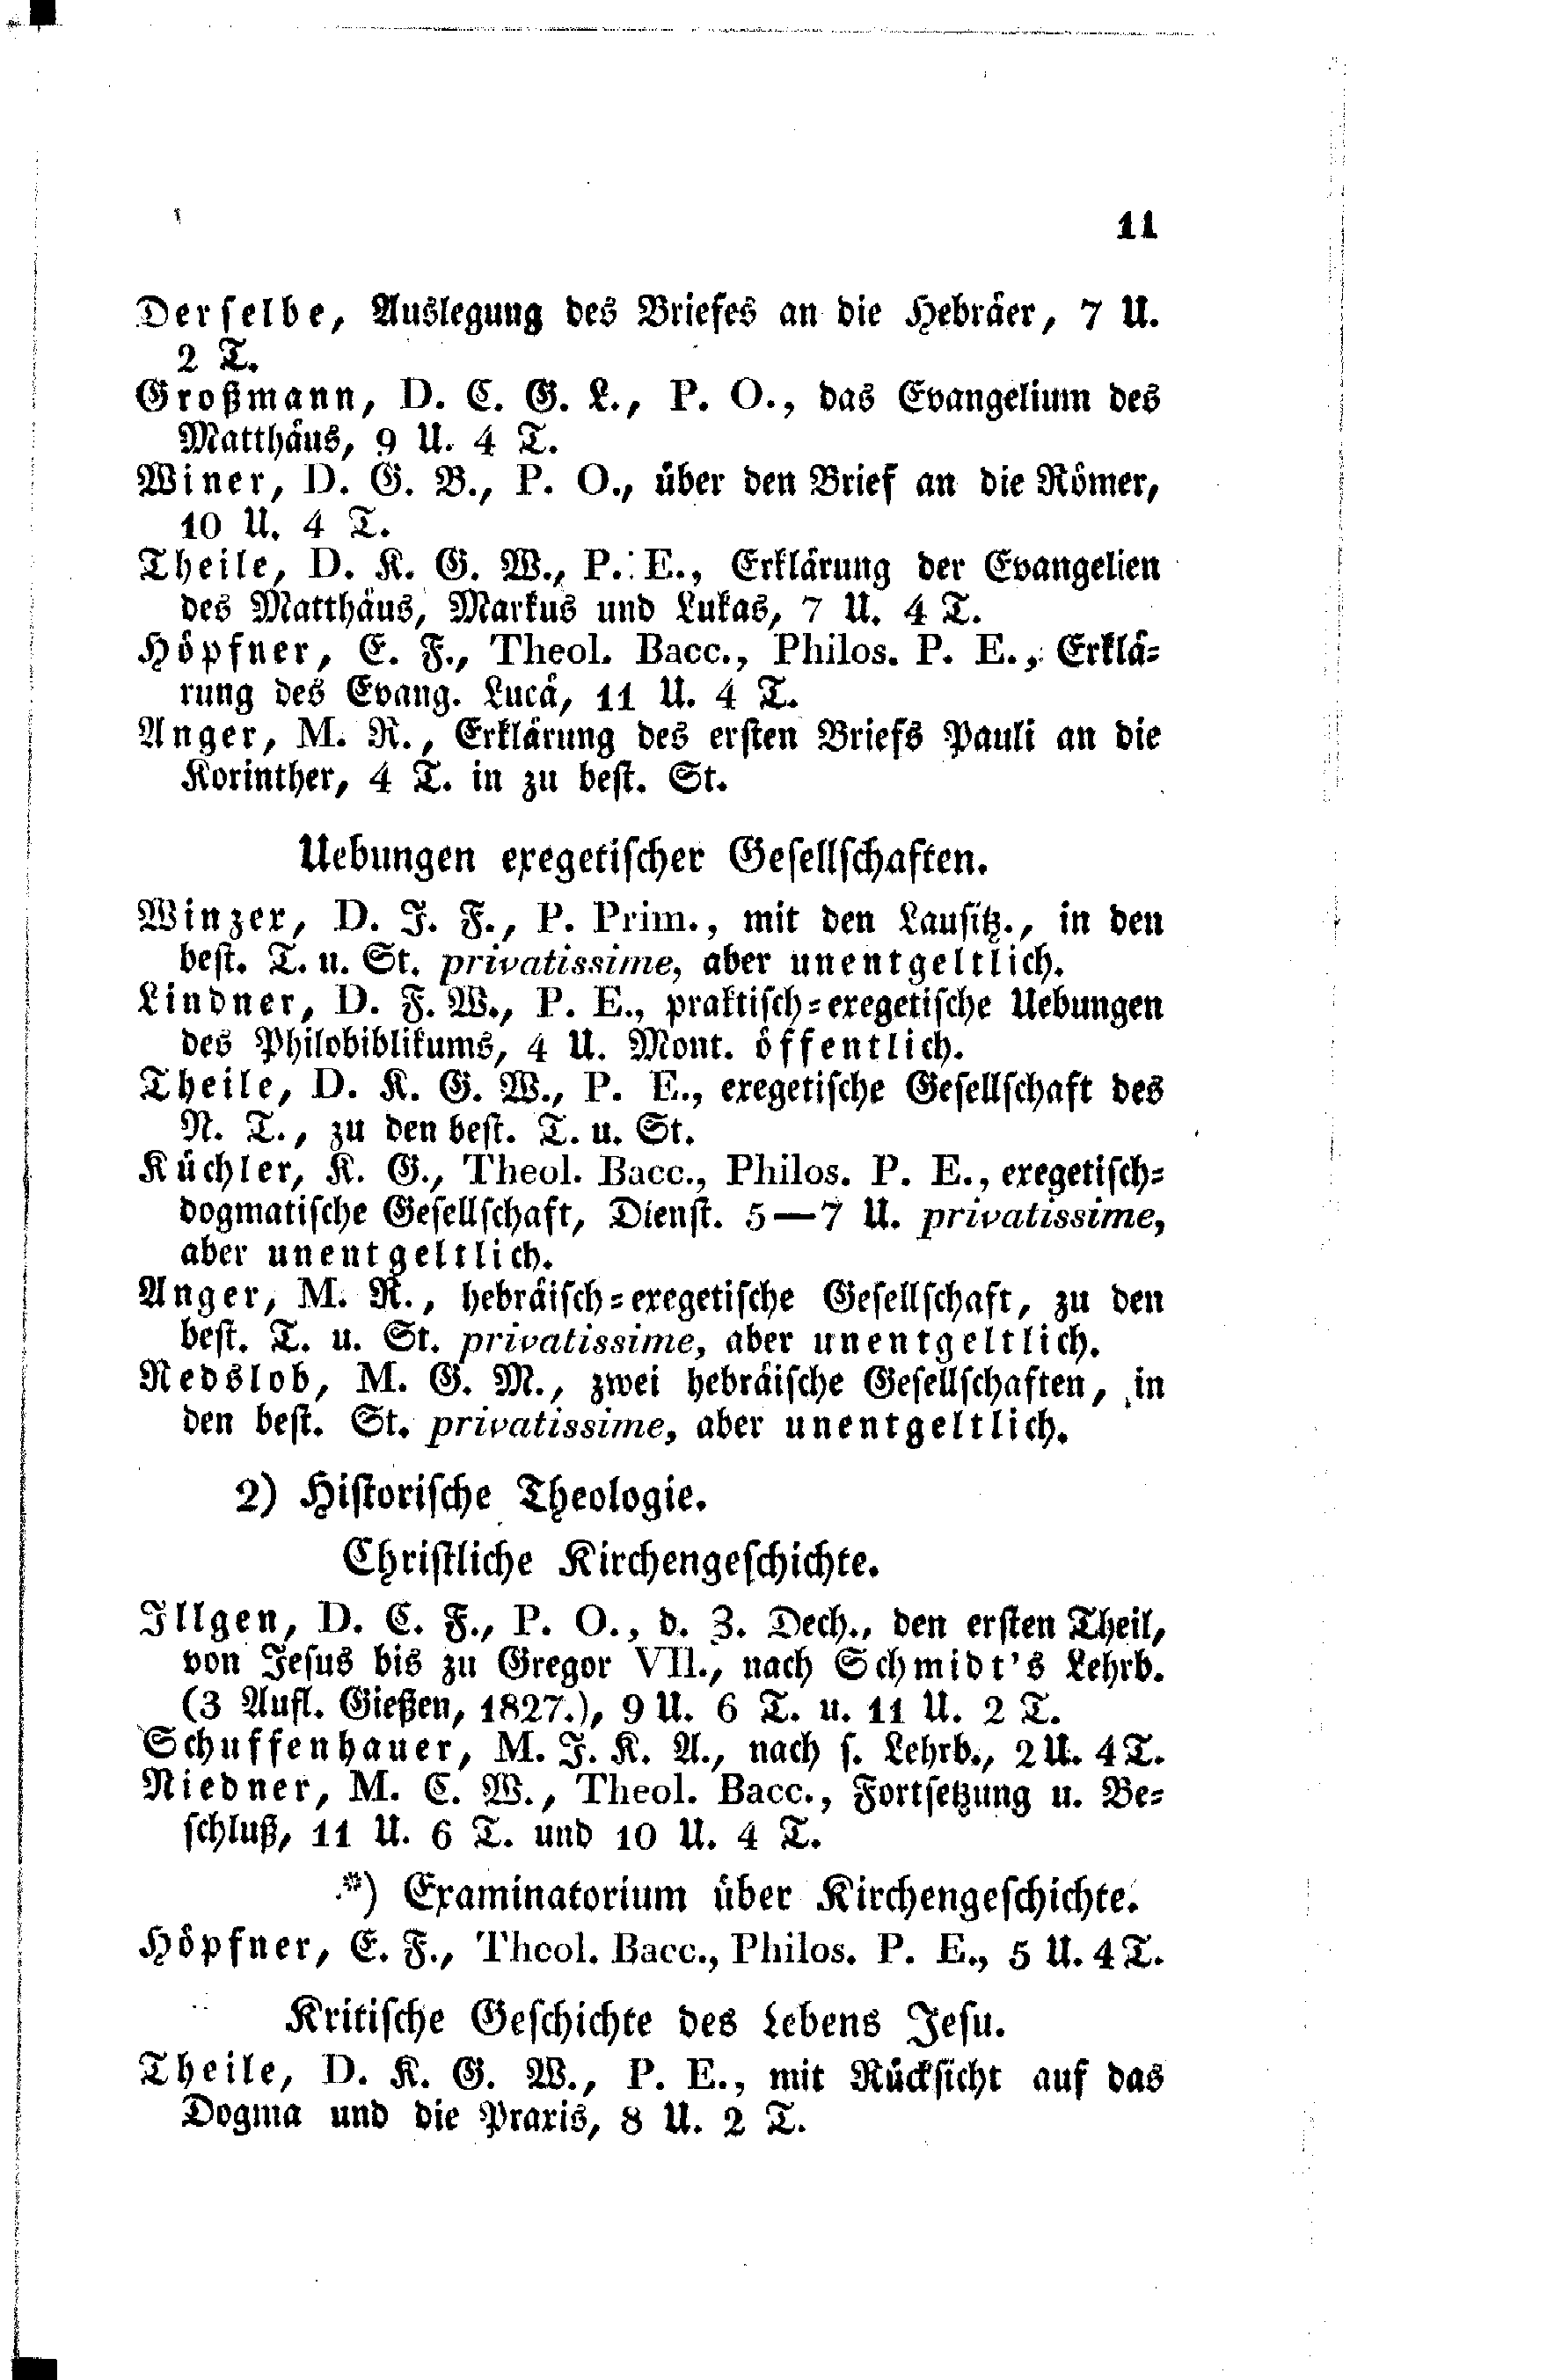 11
Derselbe, Auslegung des Briefes an die Hebräer, 7 U.
2 T.
Großmann, D. C. G. L., P. O., das Evangelium des
Matthäus, 9 U. 4 T.
Winer, D. G. B., P. O., über den Brief an die Römer,
10 U. 4 T.
Theile, D. K. G. W., P. E., Erklärung der Evangelien
des Matthäus, Markus und Lukas, 7 U. 4 T.
Höpfner, E. F., Theol. Bacc., Philos. P. E., Erklä-
rung des Evang. Lucä, 11 U. 4 T.
Anger, M. R., Erklärung des ersten Briefs Pauli an die
Korinther, 4 T. in zu best. St.
Uebungen exegetischer Gesellschaften.
Winzer, D. J. F., P. Prim., mit den Lausitz., in den
best. T. u. St. privatissime, aber unentgeltlich.
Lindner, D. F. W., P. E., praktisch-exegetische Uebungen
des Philobiblikums, 4 U. Mont. öffentlich.
Theile, D. K. G. W., P. E., exegetische Gesellschaft des
N. T., zu den best. T. u. St.
Küchler, K. G., Theol. Bacc., Philos. P. E., exegetisch-
dogmatische Gesellschaft, Dienst. 5—7 U. privatissime,
aber unentgeltlich.
Anger, M. R., hebräisch-exegetische Gesellschaft, zu den
best. T. u. St. privatissime, aber unentgeltlich.
Redslob, M. G. M., zwei hebräische Gesellschaften, in
den best. St. privatissime, aber unentgeltlich.
2) Historische Theologie.
Christliche Kirchengeschichte.
Illgen, D. C. F., P. O., d. Z. Dech., den ersten Theil,
von Jesus bis zu Gregor VII., nach Schmidt's Lehrb.
(3 Aufl. Gießen, 1827.), 9 U. 6 T. u. 11 U. 2 T.
Schuffenhauer, M. J. K. A., nach s. Lehrb., 2 U. 4 T.
Niedner, M. C. W., Theol. Bacc., Fortsetzung u. Be-
schluß, 11 U. 6 T. und 10 U. 4 T.
*) Examinatorium über Kirchengeschichte.
Höpfner, E. F., Theol. Bacc., Philos. P. E., 5 U. 4 T.
Kritische Geschichte des Lebens Jesu.
Theile, D. K. G. W., P. E., mit Rücksicht auf das
Dogma und die Praxis, 8 U. 2 T.